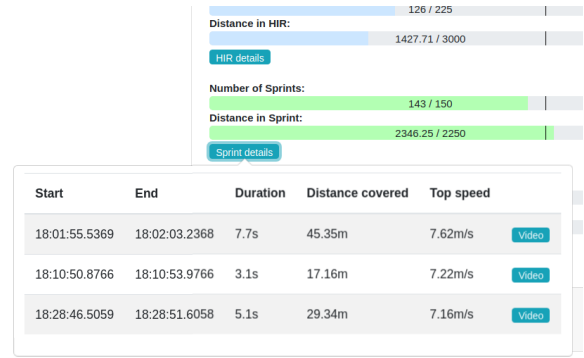 126 / 225
Distance in HIR:
1427.71 / 3000
HIR details
Number of Sprints:
143 / 150
Distance in Sprint:
2346.25 / 2250
Sprint details
Start End Duration Distance covered Top speed
18:01:55.5369 18:02:03.2368 7.7s 45.35m 7.62m/s Video
18:10:50.8766 18:10:53.9766 3.1s 17.16m 7.22m/s Video
18:28:46.5059 18:28:51.6058 5.1s 29.34m 7.16m/s Video